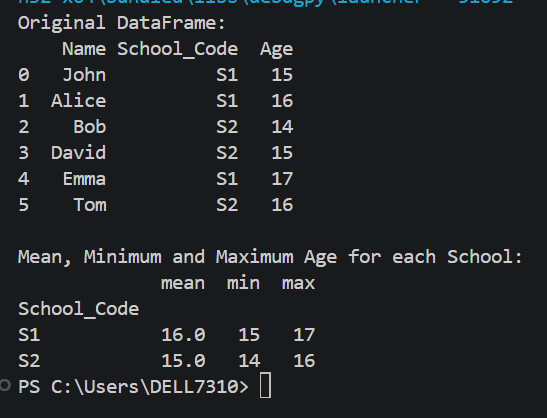 Original DataFrame:
    Name School_Code  Age
0   John          S1   15
1  Alice          S1   16
2    Bob          S2   14
3  David          S2   15
4   Emma          S1   17
5    Tom          S2   16
Mean, Minimum and Maximum Age for each School:
             mean  min  max
School_Code
S1           16.0   15   17
S2           15.0   14   16
PS C:\Users\DELL7310>